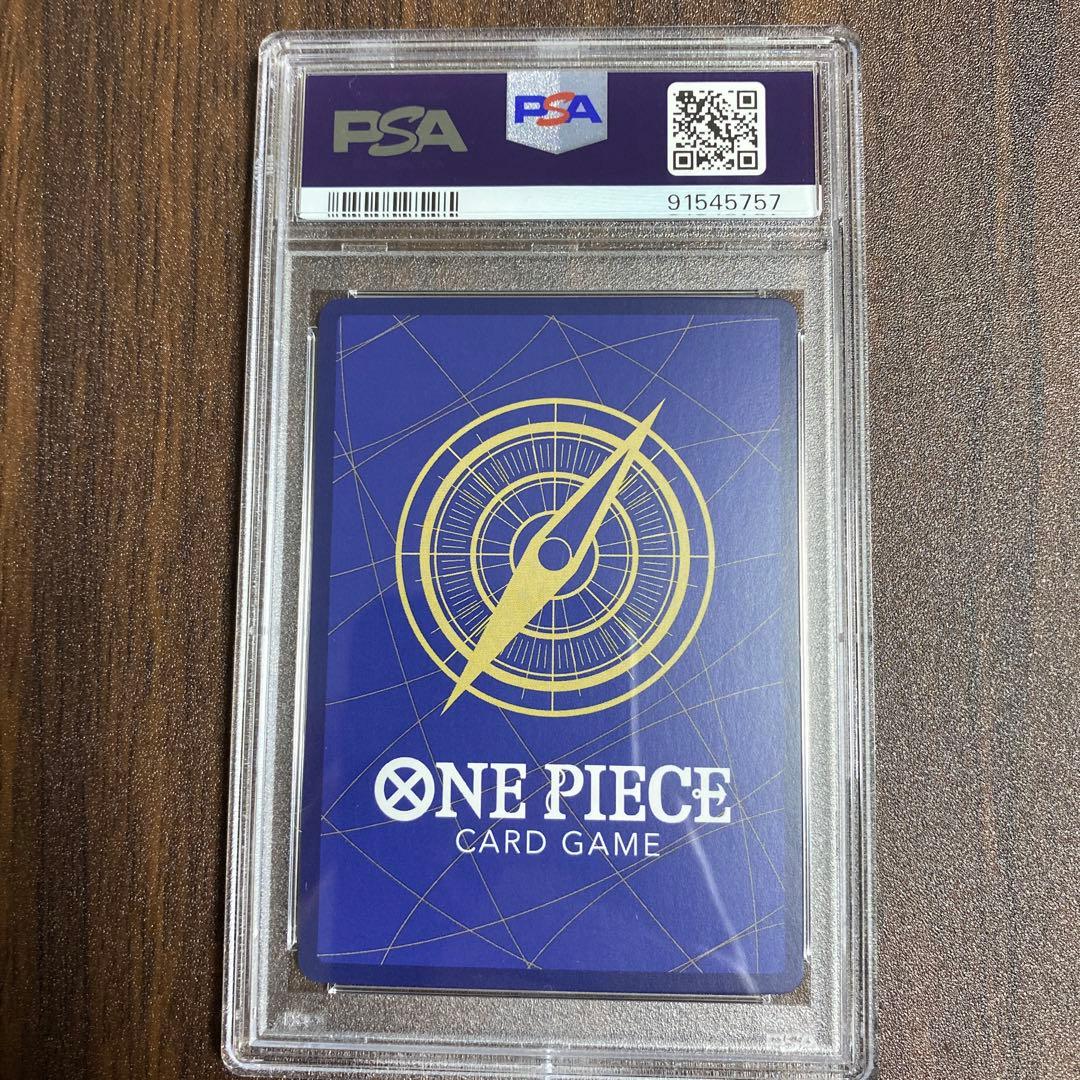 PSA
PSA
91545757
ONE PIECE
CARD GAME